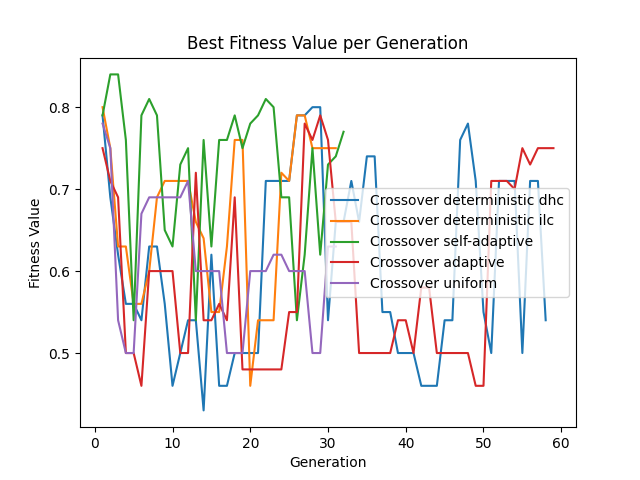 Best Fitness Value per Generation
Fitness Value
0.8
0.7
0.6
0.5
Crossover deterministic dhc
Crossover deterministic ilc
Crossover self-adaptive
Crossover adaptive
Crossover uniform
0 10 20 30 40 50 60
Generation